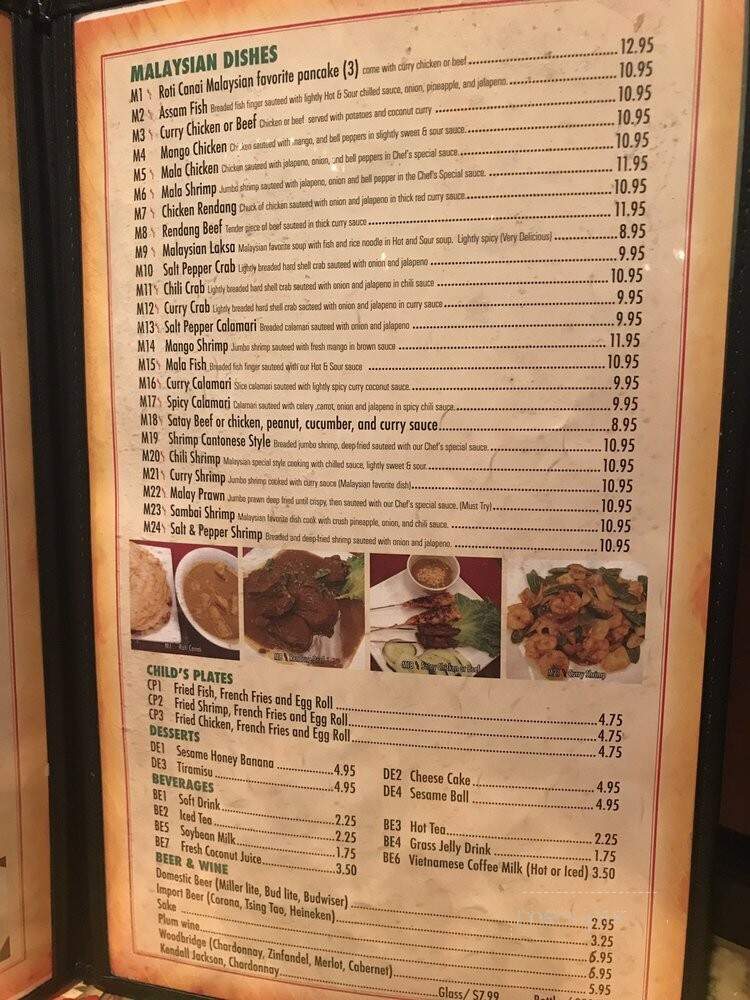 MALAYSIAN DISHES
M1 Roti Canai Malaysian favorite pancake (3) come with curry chicken or beef 12.95
M2 Assam Fish Breaded fish finger sauteed with lightly Hot & Sour chilled sauce, onion, pineapple, and jalapeno. 10.95
M3 Curry Chicken or Beef Chicken or beef served with potatoes and coconut curry 10.95
M4 Mango Chicken Chicken sauteed with mango, and bell peppers in slightly sweet & sour sauce. 10.95
M5 Mala Chicken Chicken sauteed with jalapeno, onion, and bell peppers in Chef's special sauce. 10.95
M6 Mala Shrimp Jumbo shrimp sauteed with jalapeno, onion and bell pepper in the Chef's Special sauce. 11.95
M7 Chicken Rendang Chuck of chicken sauteed with onion and jalapeno in thick red curry sauce 10.95
M8 Rendang Beef Tender piece of beef sauteed in thick curry sauce 11.95
M9 Malaysian Laksa Malaysian favorite soup with fish and rice noodle in Hot and Sour soup. Lightly spicy (Very Delicious) 8.95
M10 Salt Pepper Crab Lightly breaded hard shell crab sauteed with onion and jalapeno 9.95
M11 Chili Crab Lightly breaded hard shell crab sauteed with onion and jalapeno in chili sauce 10.95
M12 Curry Crab Lightly breaded hard shell crab sauteed with onion and jalapeno in curry sauce 9.95
M13 Salt Pepper Calamari Breaded calamari sauteed with onion and jalapeno 9.95
M14 Mango Shrimp Jumbo shrimp sauteed with fresh mango in brown sauce 11.95
M15 Mala Fish Breaded fish finger sauteed with our Hot & Sour sauce 10.95
M16 Curry Calamari Slice calamari sauteed with lightly spicy curry coconut sauce. 9.95
M17 Spicy Calamari Calamari sauteed with celery ,carrot, onion and jalapeno in spicy chili sauce. 9.95
M18 Satay Beef or chicken, peanut, cucumber, and curry sauce 8.95
M19 Shrimp Cantonese Style Breaded jumbo shrimp, deep-fried sauteed with our Chef's special sauce. 10.95
M20 Chili Shrimp Malaysian special style cooking with chilled sauce, lightly sweet & sour 10.95
M21 Curry Shrimp Jumbo shrimp cooked with curry sauce (Malaysian favorite dish) 10.95
M22 Malay Prawn Jumbo prawn deep fried until crispy, then sauteed with our Chef's special sauce. (Must Try) 10.95
M23 Sambai Shrimp Malaysian favorite dish cook with crush pineapple, onion, and chili sauce. 10.95
M24 Salt & Pepper Shrimp Breaded and deep-fried shrimp sauteed with onion and jalapeno. 10.95
M1 Roti Canai
M8 Rendang Beef
M18 Satay Chicken or Beef
M21 Curry Shrimp
CHILD'S PLATES
CP1 Fried Fish, French Fries and Egg Roll 4.75
CP2 Fried Shrimp, French Fries and Egg Roll 4.75
CP3 Fried Chicken, French Fries and Egg Roll 4.75
DESSERTS
DE1 Sesame Honey Banana 4.95
DE2 Cheese Cake 4.95
DE3 Tiramisu 4.95
DE4 Sesame Ball 4.95
BEVERAGES
BE1 Soft Drink 2.25
BE2 Iced Tea 2.25
BE3 Hot Tea 2.25
BE4 Grass Jelly Drink 1.75
BE5 Soybean Milk 1.75
BE6 Vietnamese Coffee Milk (Hot or Iced) 3.50
BE7 Fresh Coconut Juice 3.50
BEER & WINE
Domestic Beer (Miller lite, Bud lite, Budwiser) 2.95
Import Beer (Corona, Tsing Tao, Heineken) 3.25
Sake 6.95
Plum wine 6.95
Woodbridge (Chardonnay, Zinfandel, Merlot, Cabernet) 5.95
Kendall Jackson, Chardonnay Glass/ $7.99